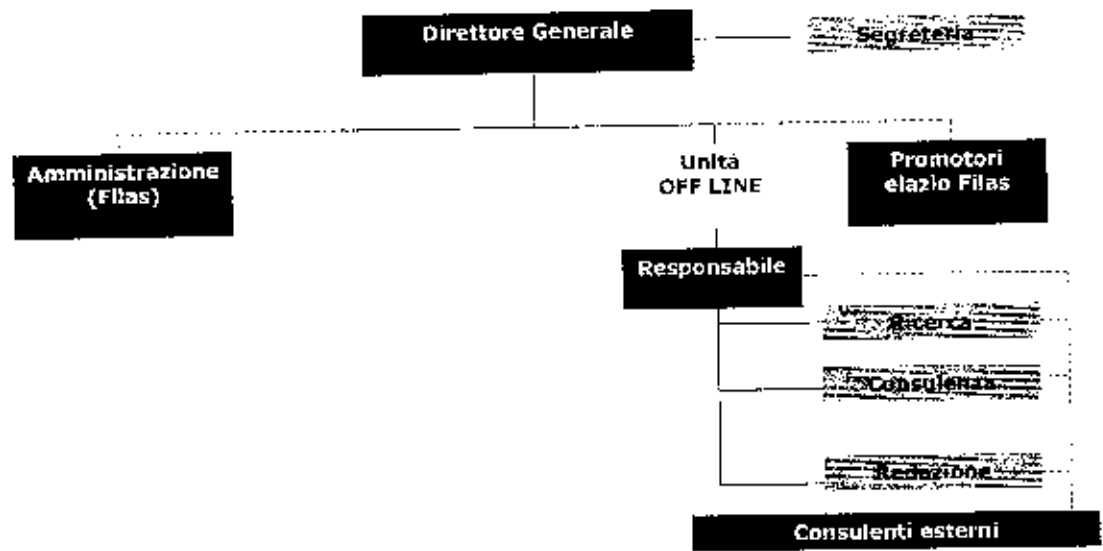 Direttore Generale
Segreteria
Amministrazione
(Filas)
Unità
OFF LINE
Promotori
elazio Filas
Responsabile
Ricerca
Consulenza
Redazione
Consulenti esterni